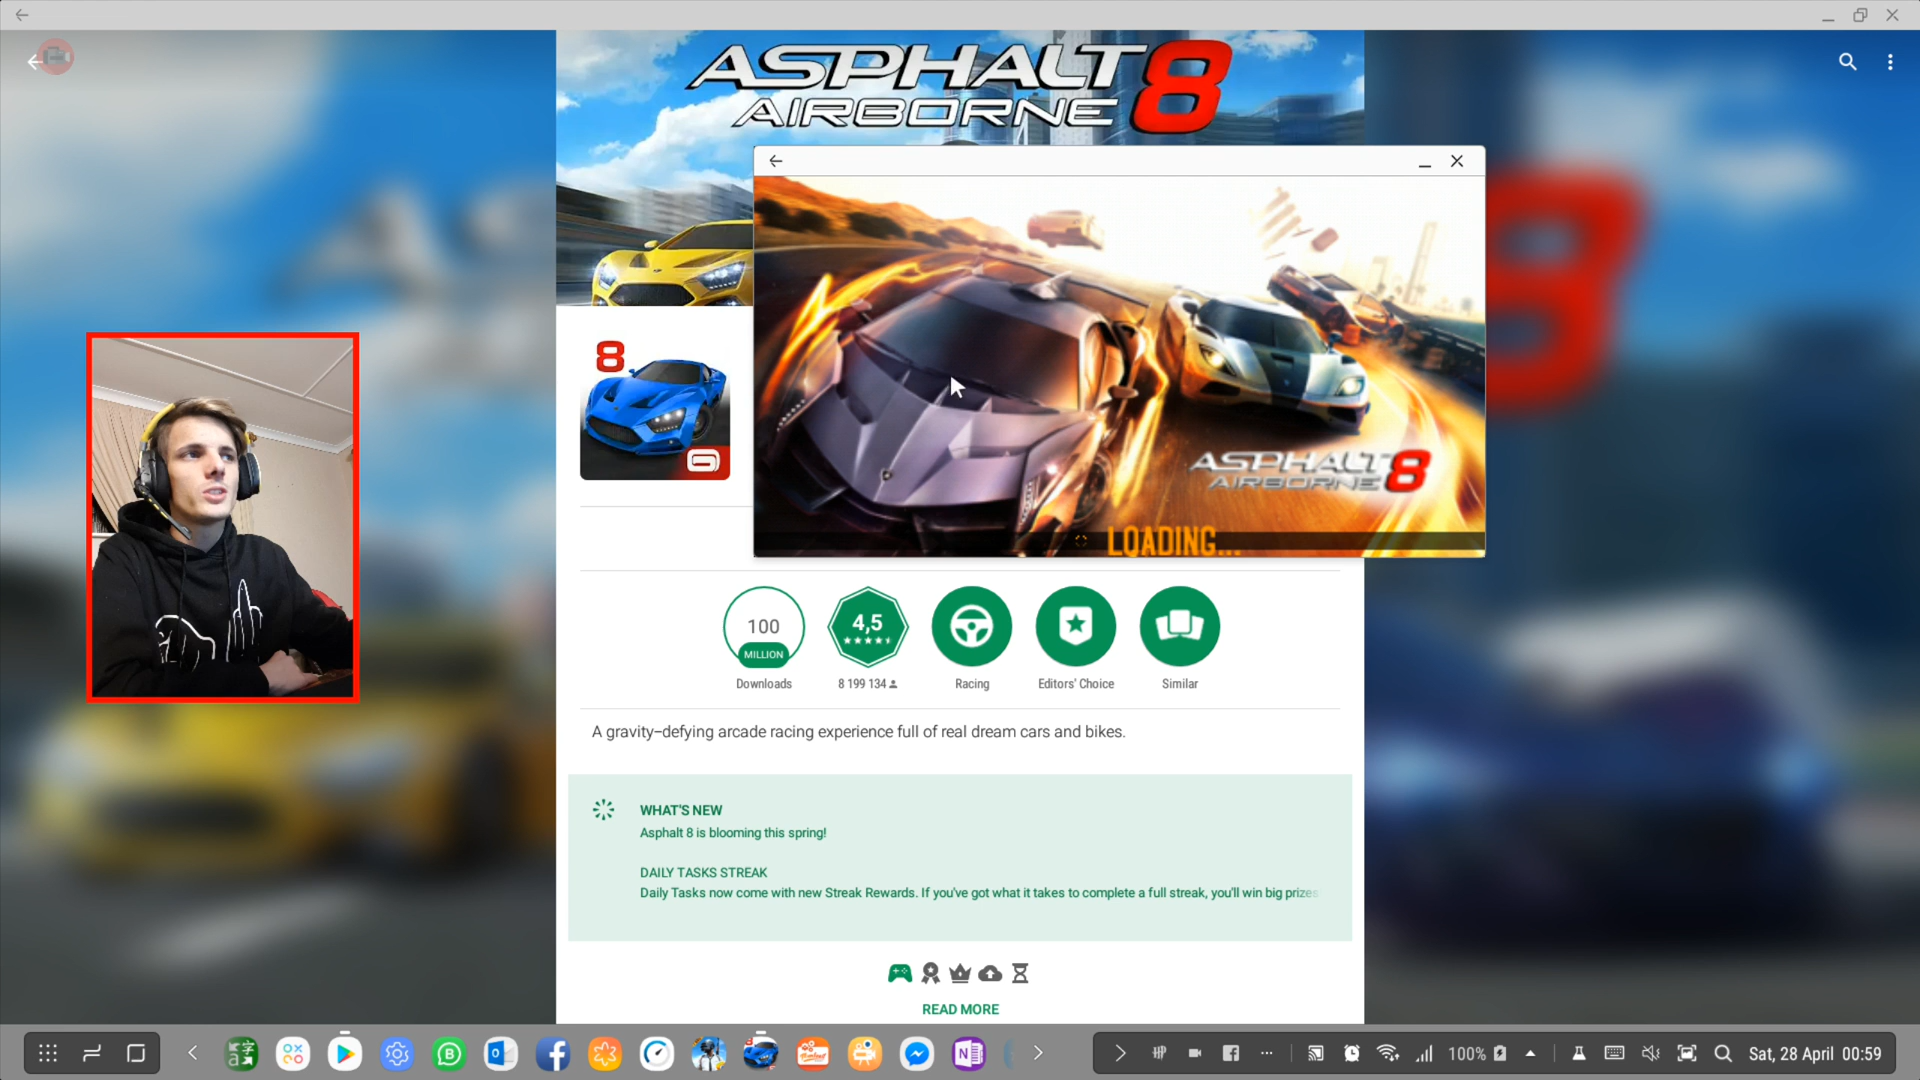 ASPHALT 8
AIRBORNE
8
ASPHALT 8
AIRBORNE
LOADING...
100
MILLION
Downloads
4,5
8 199 134
Racing
Editors' Choice
Similar
A gravity-defying arcade racing experience full of real dream cars and bikes.
WHAT'S NEW
Asphalt 8 is blooming this spring!
DAILY TASKS STREAK
Daily Tasks now come with new Streak Rewards. If you've got what it takes to complete a full streak, you'll win big prizes
READ MORE
100%
Sat, 28 April 00:59